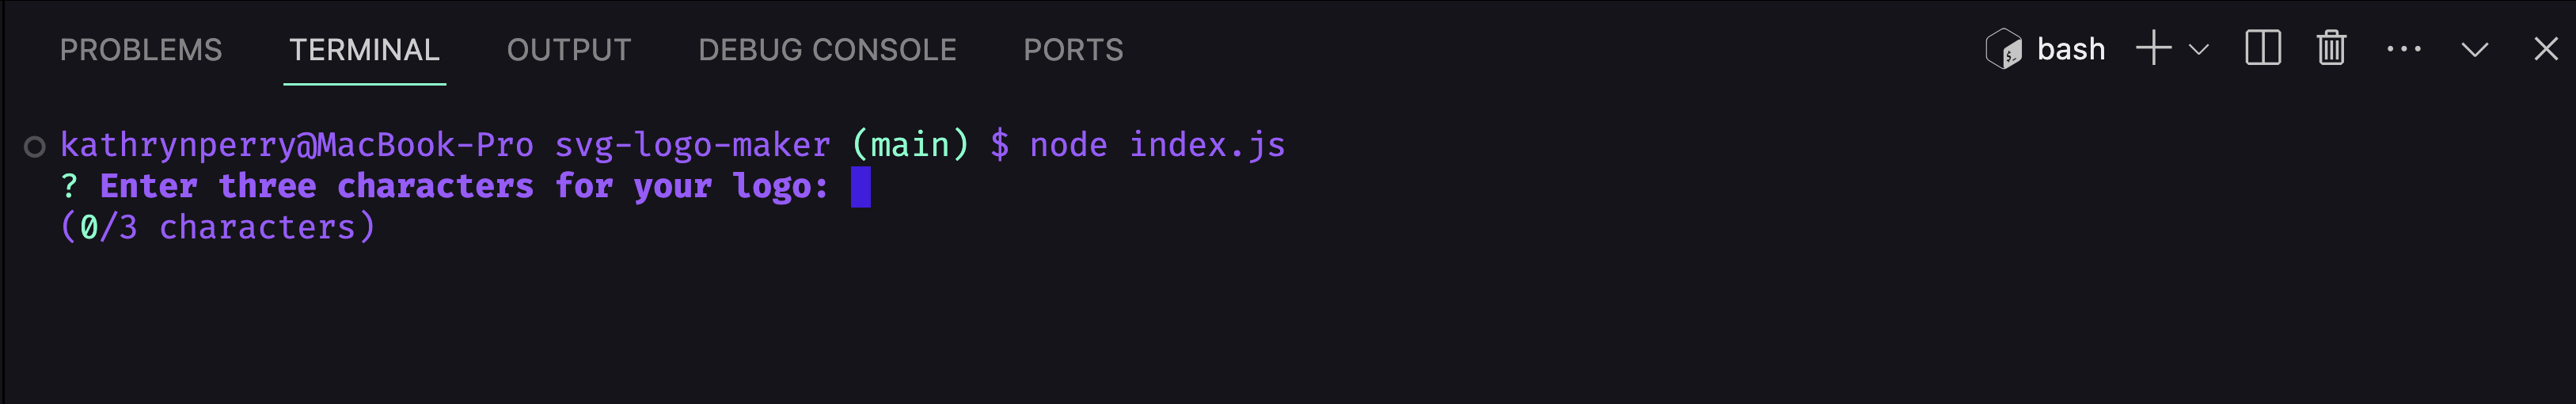 PROBLEMS TERMINAL OUTPUT DEBUG CONSOLE PORTS bash
kathrynperry@MacBook-Pro svg-logo-maker (main) $ node index.js
? Enter three characters for your logo:
(0/3 characters)